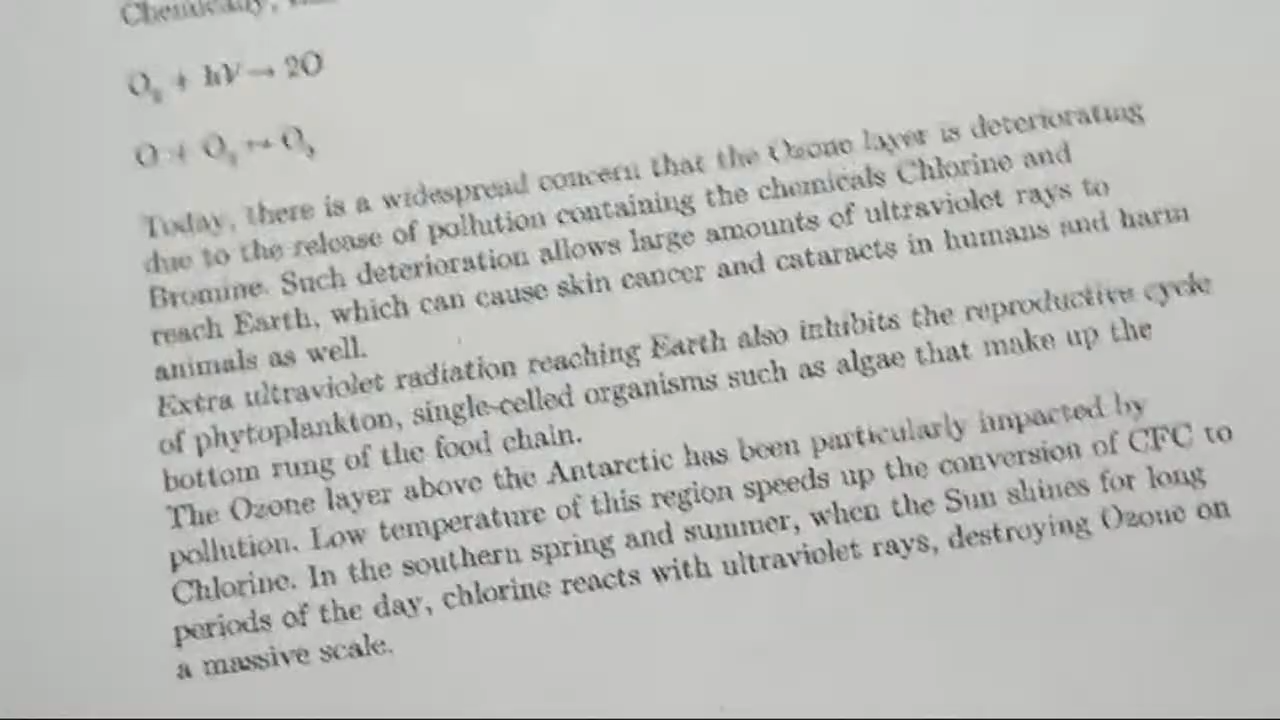 Chemically,
O₂ + hV → 2O
O + O₂ → O₃
Today, there is a widespread concern that the Ozone layer is deteriorating
due to the release of pollution containing the chemicals Chlorine and
Bromine. Such deterioration allows large amounts of ultraviolet rays to
reach Earth, which can cause skin cancer and cataracts in humans and harm
animals as well.
Extra ultraviolet radiation reaching Earth also inhibits the reproductive cycle
of phytoplankton, single-celled organisms such as algae that make up the
bottom rung of the food chain.
The Ozone layer above the Antarctic has been particularly impacted by
pollution. Low temperature of this region speeds up the conversion of CFC to
Chlorine. In the southern spring and summer, when the Sun shines for long
periods of the day, chlorine reacts with ultraviolet rays, destroying Ozone on
a massive scale.